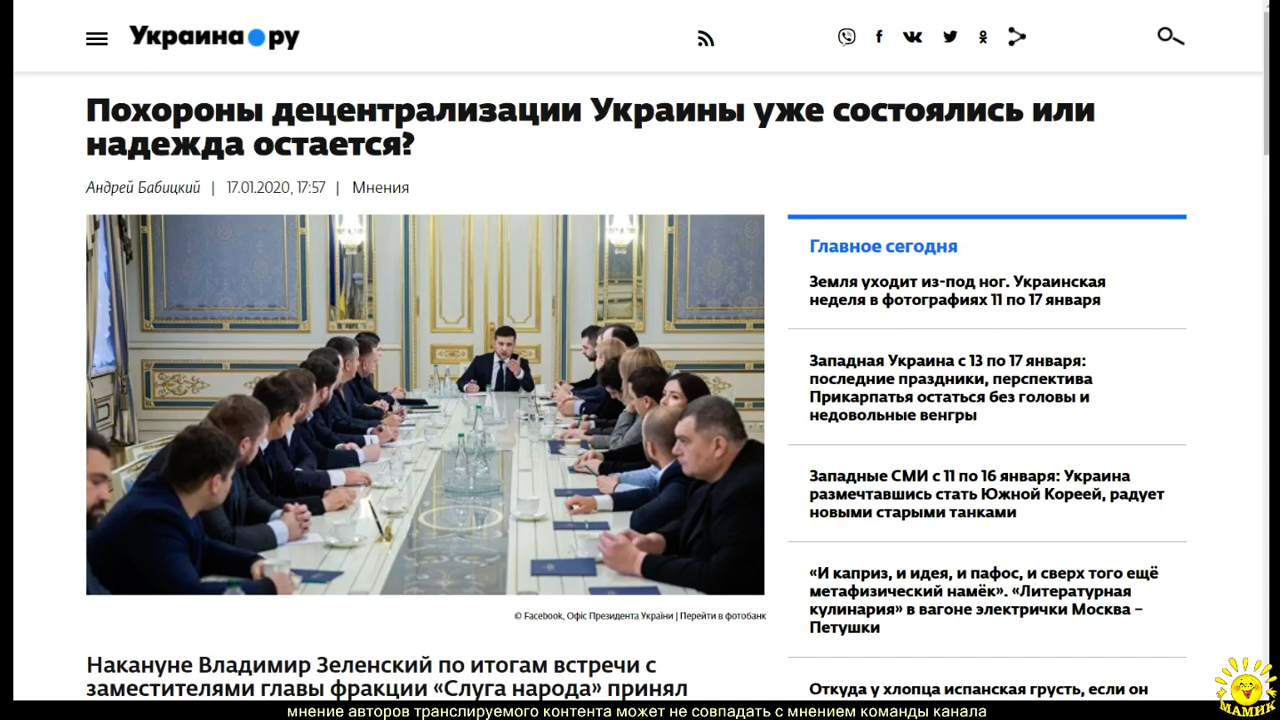 Украина ру
Похороны децентрализации Украины уже состоялись или
надежда остается?
Андрей Бабицкий | 17.01.2020, 17:57 | Мнения
© Facebook, Офіс Президента України | Перейти в фотобанк
Накануне Владимир Зеленский по итогам встречи с
заместителями главы фракции «Слуга народа» принял
Главное сегодня
Земля уходит из-под ног. Украинская
неделя в фотографиях 11 по 17 января
Западная Украина с 13 по 17 января:
последние праздники, перспектива
Прикарпатья остаться без головы и
недовольные венгры
Западные СМИ с 11 по 16 января: Украина
размечтавшись стать Южной Кореей, радует
новыми старыми танками
«И каприз, и идея, и пафос, и сверх того ещё
метафизический намёк». «Литературная
кулинария» в вагоне электрички Москва –
Петушки
Откуда у хлопца испанская грусть, если он
МАМИК
мнение авторов транслируемого контента может не совпадать с мнением команды канала